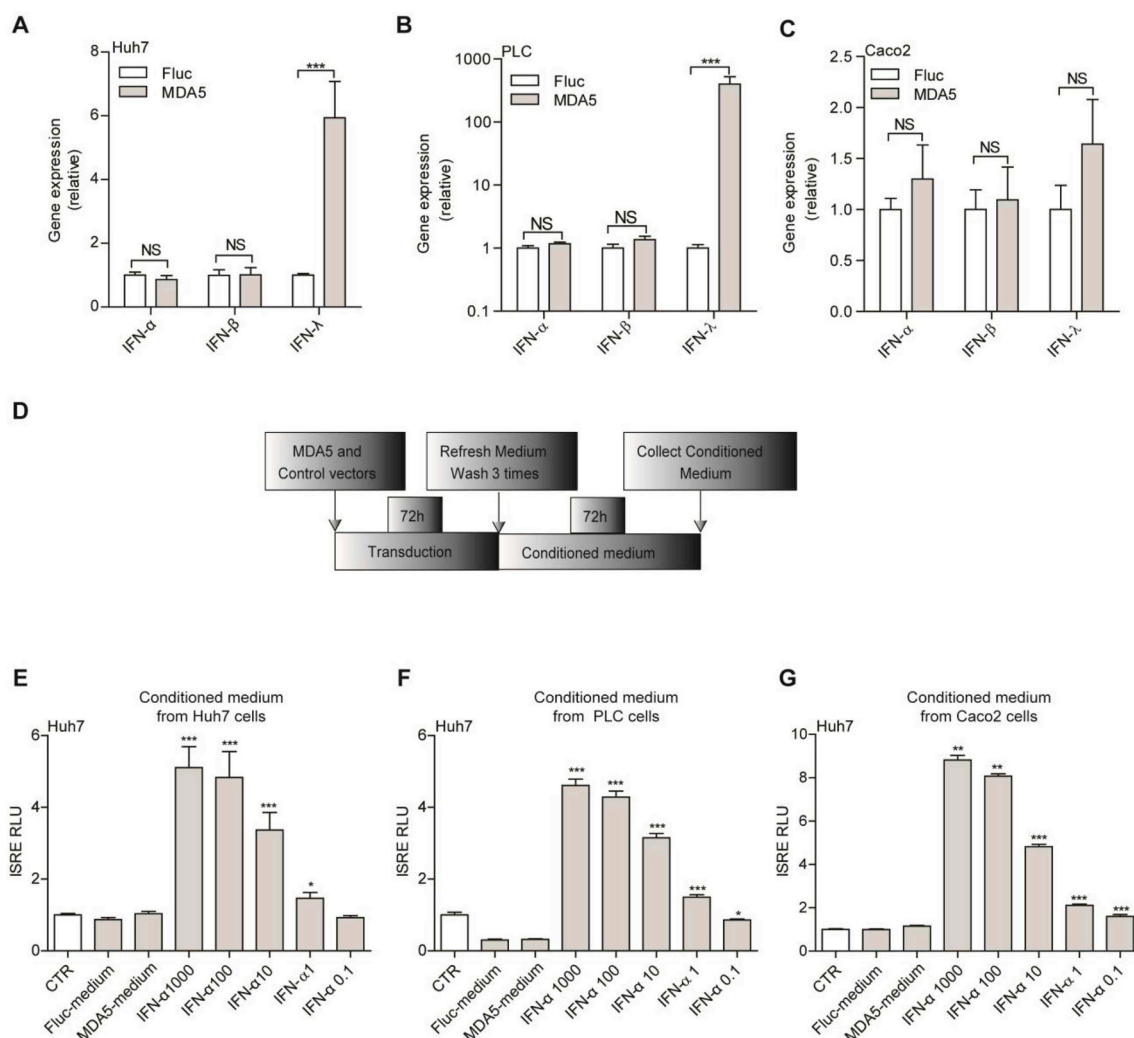 A
Huh7
Fluc
MDA5
Gene expression
(relative)
8
6
4
2
0
NS
NS
***
IFN-α
IFN-β
IFN-λ
B
PLC
Fluc
MDA5
Gene expression
(relative)
1000
100
10
1
0.1
NS
NS
***
IFN-α
IFN-β
IFN-λ
C
Caco2
Fluc
MDA5
Gene expression
(relative)
2.5
2.0
1.5
1.0
0.5
0.0
NS
NS
NS
IFN-α
IFN-β
IFN-λ
D
MDA5 and
Control vectors
Refresh Medium
Wash 3 times
Collect Conditioned
Medium
72h
72h
Transduction
Conditioned medium
E
Conditioned medium
from Huh7 cells
Huh7
ISRE RLU
6
4
2
0
***
***
***
*
CTR
Fluc-medium
MDA5-medium
IFN-α1000
IFN-α100
IFN-α10
IFN-α1
IFN-α 0.1
F
Conditioned medium
from PLC cells
Huh7
ISRE RLU
6
4
2
0
***
***
***
***
*
CTR
Fluc-medium
MDA5-medium
IFN-α 1000
IFN-α 100
IFN-α 10
IFN-α 1
IFN-α 0.1
G
Conditioned medium
from Caco2 cells
Huh7
ISRE RLU
10
8
6
4
2
0
**
**
***
***
***
CTR
Fluc-medium
MDA5-medium
IFN-α 1000
IFN-α 100
IFN-α 10
IFN-α 1
IFN-α 0.1